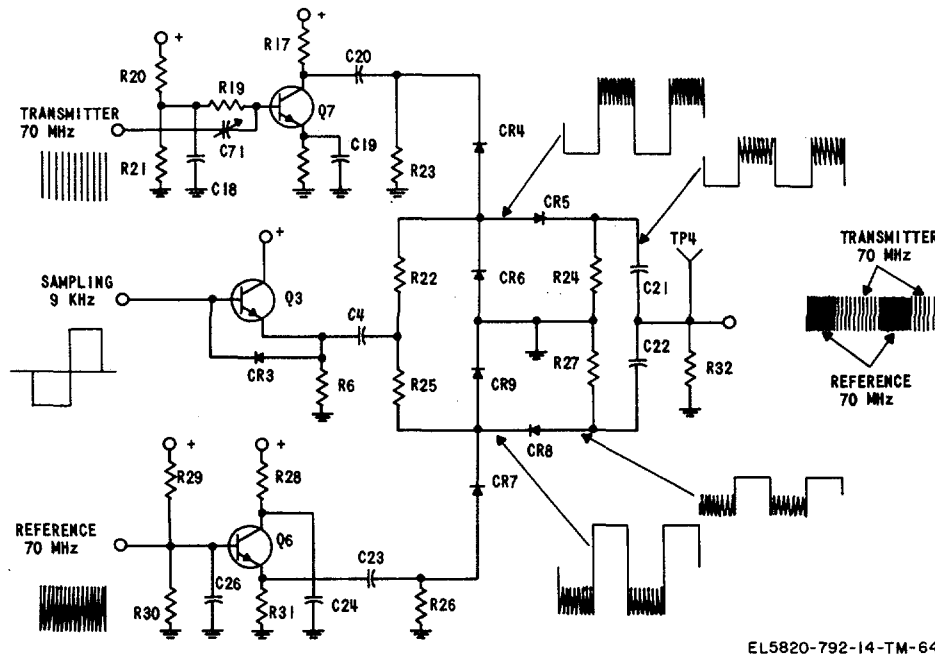 +
R17
C20
+
R20
R19
Q7
TRANSMITTER
70 MHz
C71
C19
R21
C18
R23
CR4
CR5
TP4
TRANSMITTER
70 MHz
+
SAMPLING
9 KHz
Q3
R22
CR6
R24
C21
C4
CR3
R6
R25
CR9
R27
C22
R32
REFERENCE
70 MHz
CR8
CR7
+
+
R29
R28
REFERENCE
70 MHz
Q6
C23
C26
R30
R31
C24
R26
EL5820-792-14-TM-64